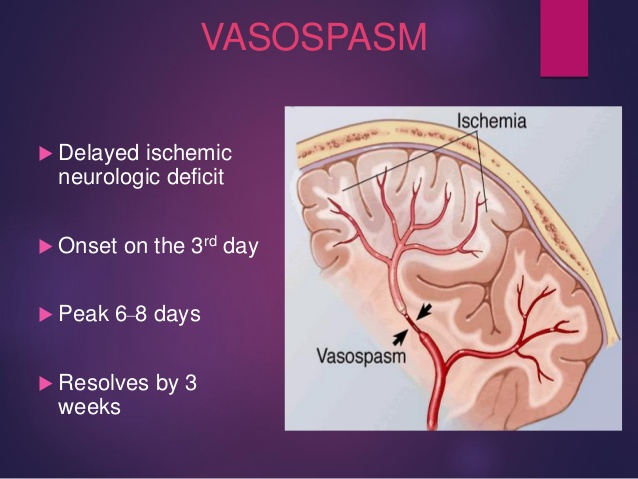 VASOSPASM
Delayed ischemic
neurologic deficit
Onset on the 3rd day
Peak 6–8 days
Resolves by 3
weeks
Ischemia
Vasospasm